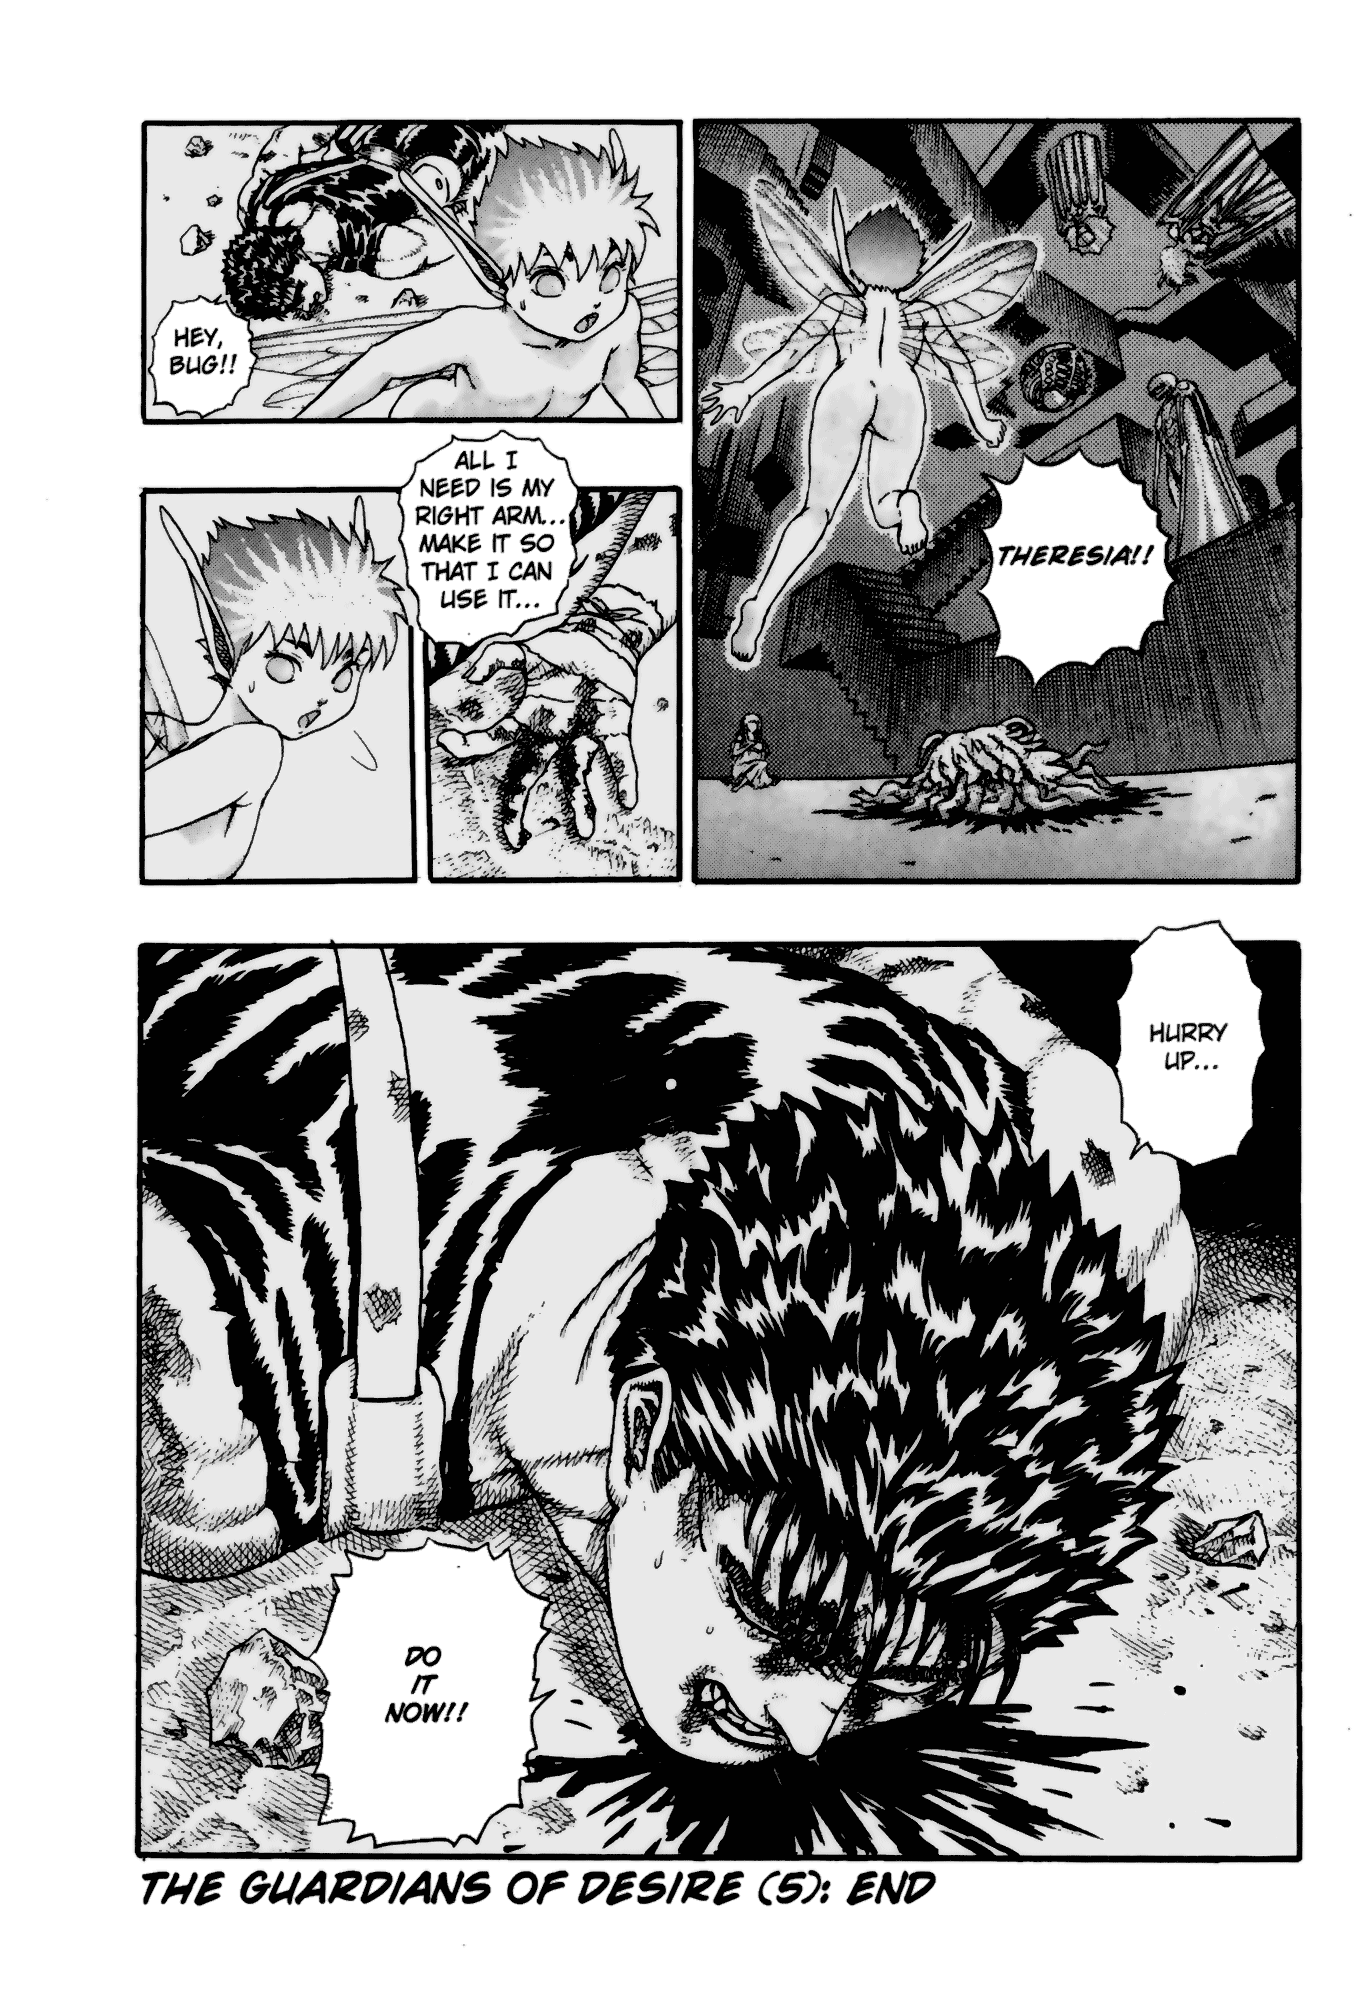 THERESIA!!
HEY,
BUG!!
ALL I
NEED IS MY
RIGHT ARM...
MAKE IT SO
THAT I CAN
USE IT...
HURRY
UP...
DO
IT
NOW!!
THE GUARDIANS OF DESIRE (5): END